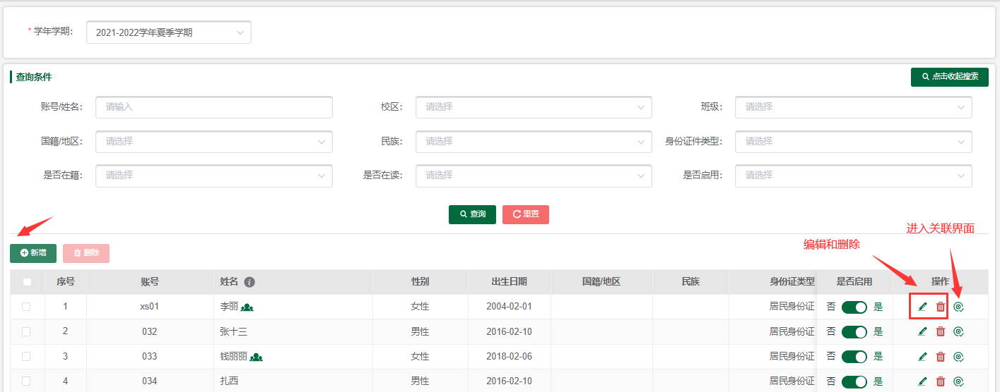 * 学年学期： 2021-2022学年夏季学期
查询条件 点击收起搜索
账号/姓名： 请输入 校区： 请选择 班级： 请选择
国籍/地区： 请选择 民族： 请选择 身份证件类型： 请选择
是否在籍： 请选择 是否在读： 请选择 是否启用： 请选择
查询 重置
进入关联界面
编辑和删除
新增 删除
序号 账号 姓名 性别 出生日期 国籍/地区 民族 身份证类型 是否启用 操作
1 xs01 李丽 女性 2004-02-01 居民身份证 否 是
2 032 张十三 男性 2016-02-10 居民身份证 否 是
3 033 钱丽丽 女性 2018-02-06 居民身份证 否 是
4 034 扎西 男性 2016-02-10 居民身份证 否 是